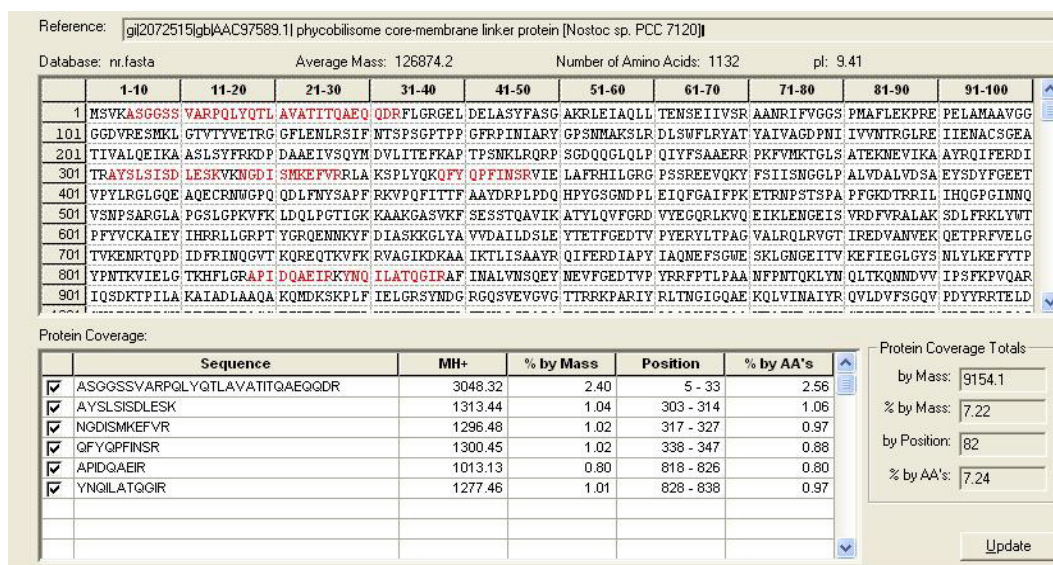 Reference: gi|2072515|gb|AAC97589.1| phycobilisome core-membrane linker protein [Nostoc sp. PCC 7120]
Database: nr.fasta Average Mass: 126874.2 Number of Amino Acids: 1132 pI: 9.41
1-10 11-20 21-30 31-40 41-50 51-60 61-70 71-80 81-90 91-100
1 MSVKASGGSS VARPQLYQTL AVATITQAEQ QDRFLGRGEL DELASYFASG AKRLEIAQLL TENSEIIVSR AANRIFVGGS PMAFLEKPRE PELAMAAVGG
101 GGDVRESMKL GTVTYVETRG GFLENLRSIF NTSPSGPTPP GFRPINIARY GPSNMAKSLR DLSWFLRYAT YAIVAGDPNI IVVNTRGLRE IIENACSGEA
201 TIVALQEIKA ASLSYFRKDP DAAEIVSQYM DVLITEFKAP TPSNKLRQRP SGDQQGLQLP QIYFSAAERR PKFVMKTGLS ATEKNEVIKA AYRQIFERDI
301 TRAYSLSISD LESKVKNGDI SMKEFVRRLA KSPLYQKQFY QPFINSRVIE LAFRHILGRG PSSREEVQKY FSIISNGGLP ALVDALVDSA EYSDYFGEET
401 VPYLRGLGQE AQECRNWGPQ QDLFNYSAPF RKVPQFITTF AAYDRPLPDQ HPYGSGNDPL EIQFGAIFPK ETRNPSTSPA PFGKDTRRIL IHQGPGINNQ
501 VSNPSARGLA PGSLGPKVFK LDQLPGTIGK KAAKGASVKF SESSTQAVIK ATYLQVFGRD VYEGQRLKVQ EIKLENGEIS VRDFVRALAK SDLFRKLYWT
601 PFYVCKAIEY IHRRLLGRPT YGRQENNKYF DIASKKGLYA VVDAILDSLE YTETFGEDTV PYERYLTPAG VALRQLRVGT IREDVANVEK QETPRFVELG
701 TVKENRTQPD IDFRINQGVT KQREQTKVFK RVAGIKDKAA IKTLISAAYR QIFERDIAPY IAQNEFSGWE SKLGNGEITV KEFIEGLGYS NLYLKEFYTP
801 YPNTKVIELG TKHFLGRAPI DQAEIRKYNQ ILATQGIRAF INALVNSQEY NEVFGEDTVP YRRFPTLPAA NFPNTQKLYN QLTKQNNDVV IPSFKPVQAR
901 IQSDKTPILA KAIADLAAQA KQMDKSKPLF IELGRSYNDG RGQSVEVGVG TTRRKPARIY RLTNGIGQAE KQLVINAIYR QVLDVFSGQV PDYYRRTELD
Protein Coverage:
Sequence MH+ % by Mass Position % by AA's
ASGGSSVARPQLYQTLAVATITQAEQQDR 3048.32 2.40 5 - 33 2.56
AYSLSISDLESK 1313.44 1.04 303 - 314 1.06
NGDISMKEFVR 1296.48 1.02 317 - 327 0.97
QFYQPFINSR 1300.45 1.02 338 - 347 0.88
APIDQAEIR 1013.13 0.80 818 - 826 0.80
YNQILATQGIR 1277.46 1.01 828 - 838 0.97
Protein Coverage Totals
by Mass: 9154.1
% by Mass: 7.22
by Position: 82
% by AA's: 7.24
Update